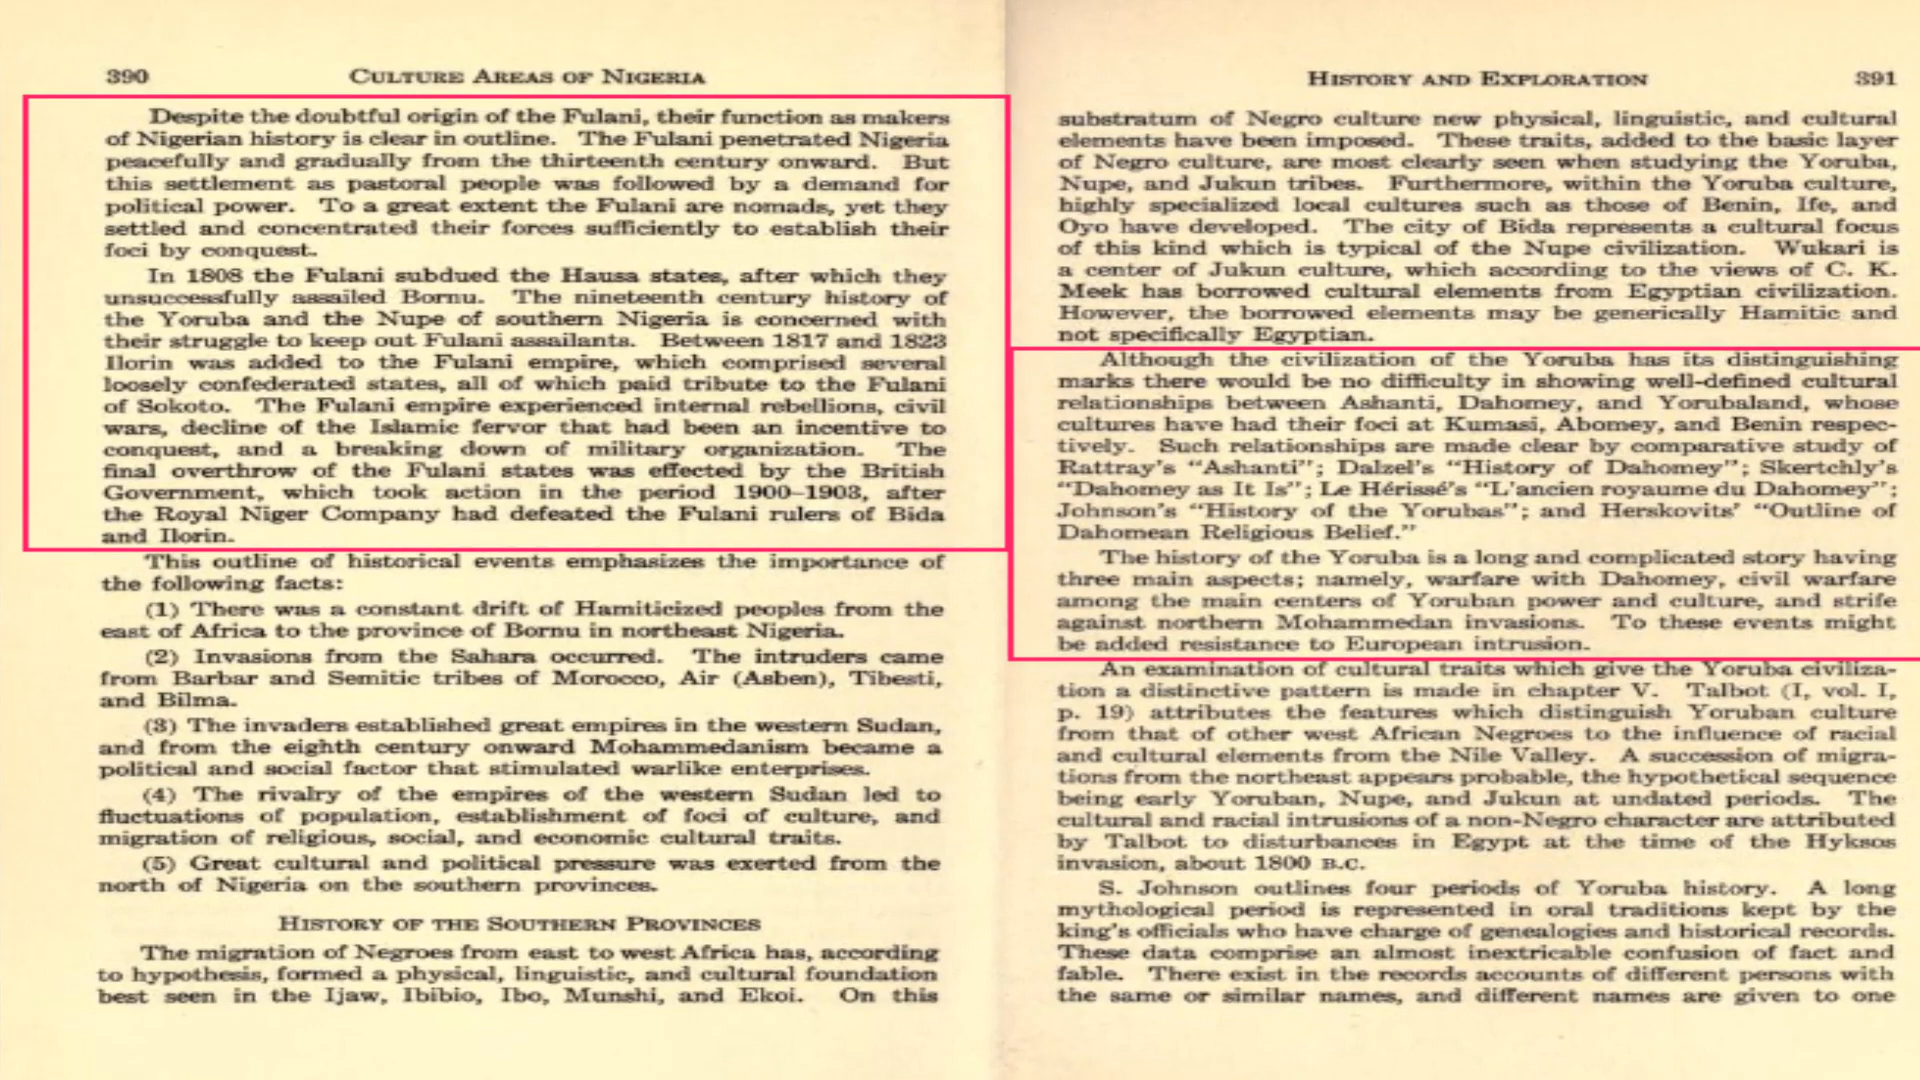 390
CULTURE AREAS OF NIGERIA
Despite the doubtful origin of the Fulani, their function as makers
of Nigerian history is clear in outline. The Fulani penetrated Nigeria
peacefully and gradually from the thirteenth century onward. But
this settlement as pastoral people was followed by a demand for
political power. To a great extent the Fulani are nomads, yet they
settled and concentrated their forces sufficiently to establish their
foci by conquest.
In 1808 the Fulani subdued the Hausa states, after which they
unsuccessfully assailed Bornu. The nineteenth century history of
the Yoruba and the Nupe of southern Nigeria is concerned with
their struggle to keep out Fulani assailants. Between 1817 and 1823
Ilorin was added to the Fulani empire, which comprised several
loosely confederated states, all of which paid tribute to the Fulani
of Sokoto. The Fulani empire experienced internal rebellions, civil
wars, decline of the Islamic fervor that had been an incentive to
conquest, and a breaking down of military organization. The
final overthrow of the Fulani states was effected by the British
Government, which took action in the period 1900–1903, after
the Royal Niger Company had defeated the Fulani rulers of Bida
and Ilorin.
This outline of historical events emphasizes the importance of
the following facts:
(1) There was a constant drift of Hamiticized peoples from the
east of Africa to the province of Bornu in northeast Nigeria.
(2) Invasions from the Sahara occurred. The intruders came
from Barbar and Semitic tribes of Morocco, Air (Asben), Tibesti,
and Bilma.
(3) The invaders established great empires in the western Sudan,
and from the eighth century onward Mohammedanism became a
political and social factor that stimulated warlike enterprises.
(4) The rivalry of the empires of the western Sudan led to
fluctuations of population, establishment of foci of culture, and
migration of religious, social, and economic cultural traits.
(5) Great cultural and political pressure was exerted from the
north of Nigeria on the southern provinces.
HISTORY OF THE SOUTHERN PROVINCES
The migration of Negroes from east to west Africa has, according
to hypothesis, formed a physical, linguistic, and cultural foundation
best seen in the Ijaw, Ibibio, Ibo, Munshi, and Ekoi. On this
HISTORY AND EXPLORATION
391
substratum of Negro culture new physical, linguistic, and cultural
elements have been imposed. These traits, added to the basic layer
of Negro culture, are most clearly seen when studying the Yoruba,
Nupe, and Jukun tribes. Furthermore, within the Yoruba culture,
highly specialized local cultures such as those of Benin, Ife, and
Oyo have developed. The city of Bida represents a cultural focus
of this kind which is typical of the Nupe civilization. Wukari is
a center of Jukun culture, which according to the views of C. K.
Meek has borrowed cultural elements from Egyptian civilization.
However, the borrowed elements may be generically Hamitic and
not specifically Egyptian.
Although the civilization of the Yoruba has its distinguishing
marks there would be no difficulty in showing well-defined cultural
relationships between Ashanti, Dahomey, and Yorubaland, whose
cultures have had their foci at Kumasi, Abomey, and Benin respec-
tively. Such relationships are made clear by comparative study of
Rattray's "Ashanti"; Dalzel's "History of Dahomey"; Skertchly's
"Dahomey as It Is"; Le Hérissé's "L'ancien royaume du Dahomey";
Johnson's "History of the Yorubas"; and Herskovits' "Outline of
Dahomean Religious Belief."
The history of the Yoruba is a long and complicated story having
three main aspects; namely, warfare with Dahomey, civil warfare
among the main centers of Yoruban power and culture, and strife
against northern Mohammedan invasions. To these events might
be added resistance to European intrusion.
An examination of cultural traits which give the Yoruba civiliza-
tion a distinctive pattern is made in chapter V. Talbot (I, vol. I,
p. 19) attributes the features which distinguish Yoruban culture
from that of other west African Negroes to the influence of racial
and cultural elements from the Nile Valley. A succession of migra-
tions from the northeast appears probable, the hypothetical sequence
being early Yoruban, Nupe, and Jukun at undated periods. The
cultural and racial intrusions of a non-Negro character are attributed
by Talbot to disturbances in Egypt at the time of the Hyksos
invasion, about 1800 B.C.
S. Johnson outlines four periods of Yoruba history. A long
mythological period is represented in oral traditions kept by the
king's officials who have charge of genealogies and historical records.
These data comprise an almost inextricable confusion of fact and
fable. There exist in the records accounts of different persons with
the same or similar names, and different names are given to one